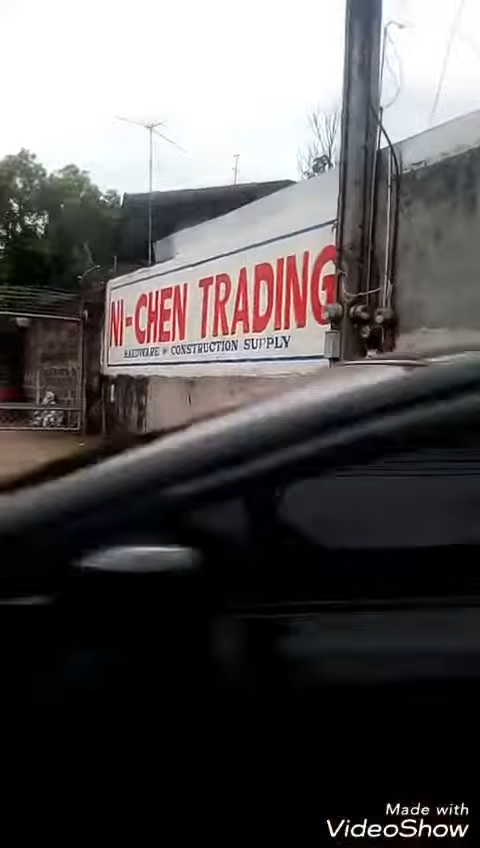 NI-CHEN TRADING
HARDWARE & CONSTRUCTION SUPPLY
Made with
VideoShow